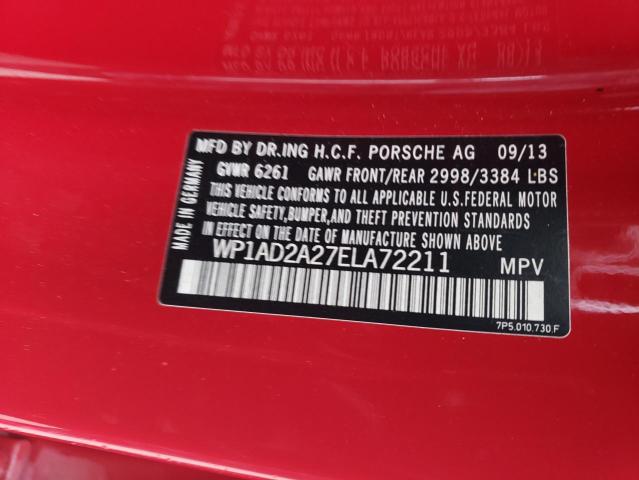 MFD BY DR.ING H.C.F. PORSCHE AG 09/13
GVWR 6261 GAWR FRONT/REAR 2998/3384 LBS
THIS VEHICLE CONFORMS TO ALL APPLICABLE U.S.FEDERAL MOTOR
VEHICLE SAFETY,BUMPER,AND THEFT PREVENTION STANDARDS
IN EFFECT ON THE DATE OF MANUFACTURE SHOWN ABOVE.
WP1AD2A27ELA72211 MPV
7P5.010.730.F
MADE IN GERMANY